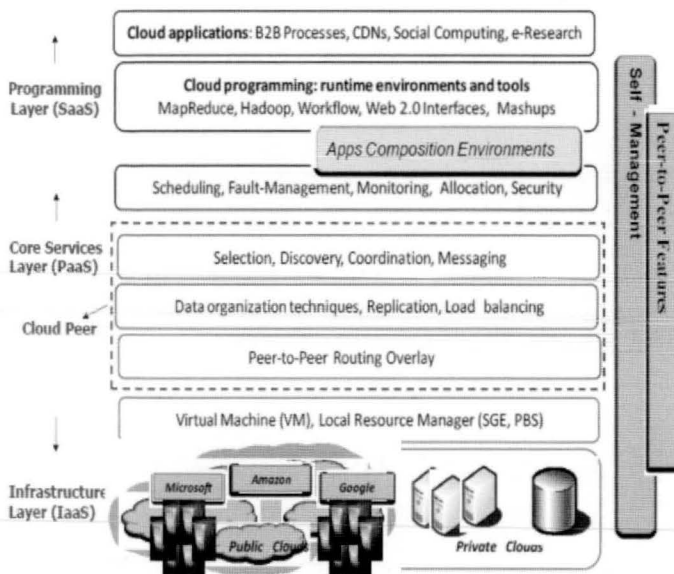 Cloud applications: B2B Processes, CDNs, Social Computing, e-Research
Programming
Layer (SaaS)
Cloud programming: runtime environments and tools
MapReduce, Hadoop, Workflow, Web 2.0 Interfaces, Mashups
Apps Composition Environments
Scheduling, Fault-Management, Monitoring, Allocation, Security
Core Services
Layer (PaaS)
Selection, Discovery, Coordination, Messaging
Cloud Peer
Data organization techniques, Replication, Load balancing
Peer-to-Peer Routing Overlay
Virtual Machine (VM), Local Resource Manager (SGE, PBS)
Infrastructure
Layer (IaaS)
Microsoft
Amazon
Google
Public Clouds
Private Clouds
Self - Management
Peer-to-Peer Features